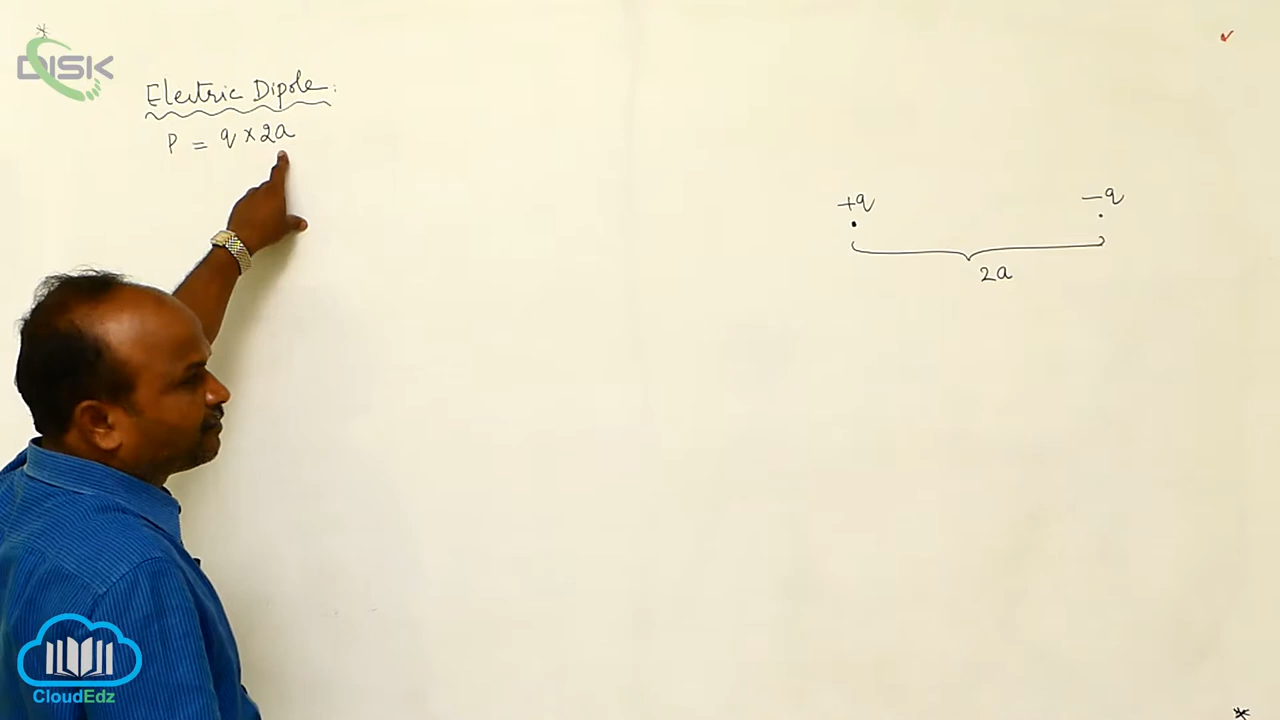 DISK
Electric Dipole:
P = q × 2a
+q
-q
2a
CloudEdz